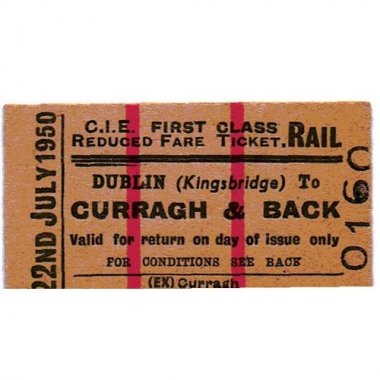 22ND JULY 1950
C.I.E. FIRST CLASS
REDUCED FARE TICKET. RAIL
DUBLIN (Kingsbridge) To
CURRAGH & BACK
Valid for return on day of issue only
FOR CONDITIONS SEE BACK
(EX) Curragh
0160